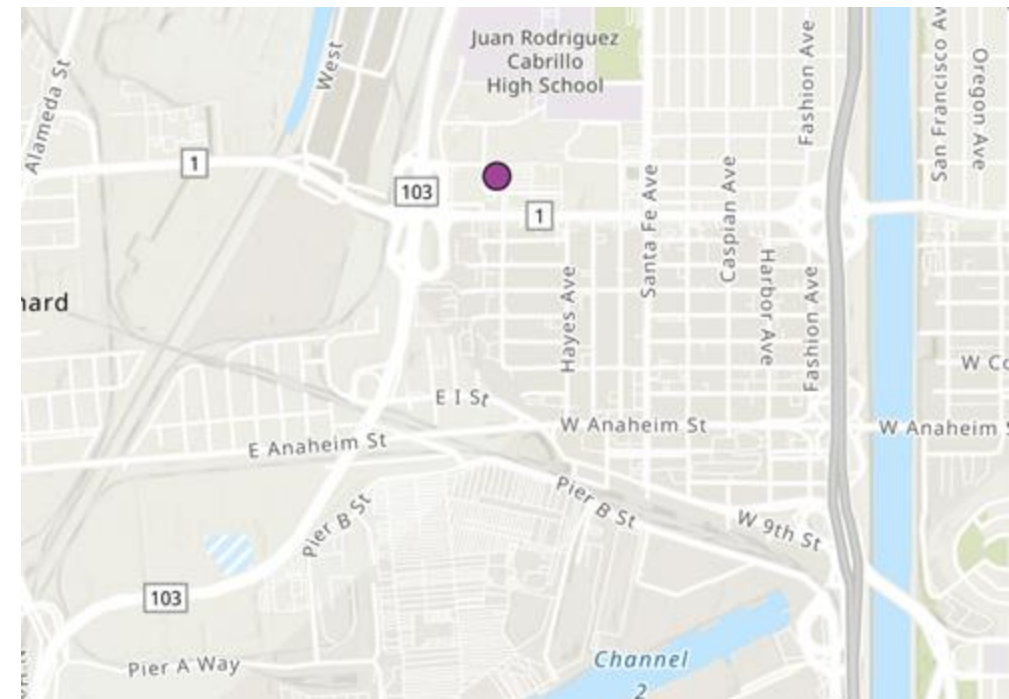 Juan Rodriguez
Cabrillo
High School
West
Alameda St
Fashion Ave
San Francisco Av
Oregon Ave
1
103
1
Santa Fe Ave
Caspian Ave
Harbor Ave
Hayes Ave
Fashion Ave
nard
W Co
E I St
W Anaheim St
W Anaheim S
E Anaheim St
Pier B St
Pier B St
W 9th St
103
Pier A Way
Channel
2